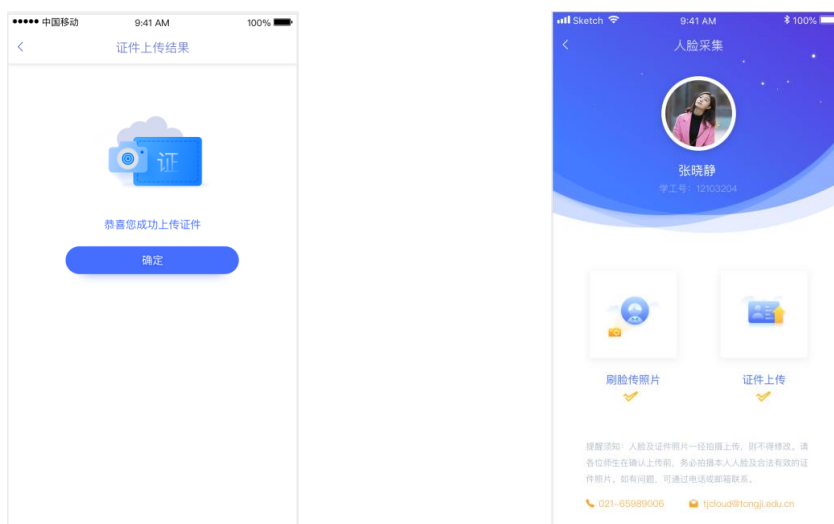 中国移动
9:41 AM
100%
证件上传结果
证
恭喜您成功上传证件
确定
Sketch
9:41 AM
100%
人脸采集
张晓静
学工号：12103204
刷脸传照片
证件上传
提醒须知：人脸及证件照片一经拍摄上传，则不得修改。请
各位师生在确认上传前，务必拍摄本人人脸及合法有效的证
件照片。如有问题，可通过电话或邮箱联系。
021-65989006
tjcloud@tongji.edu.cn